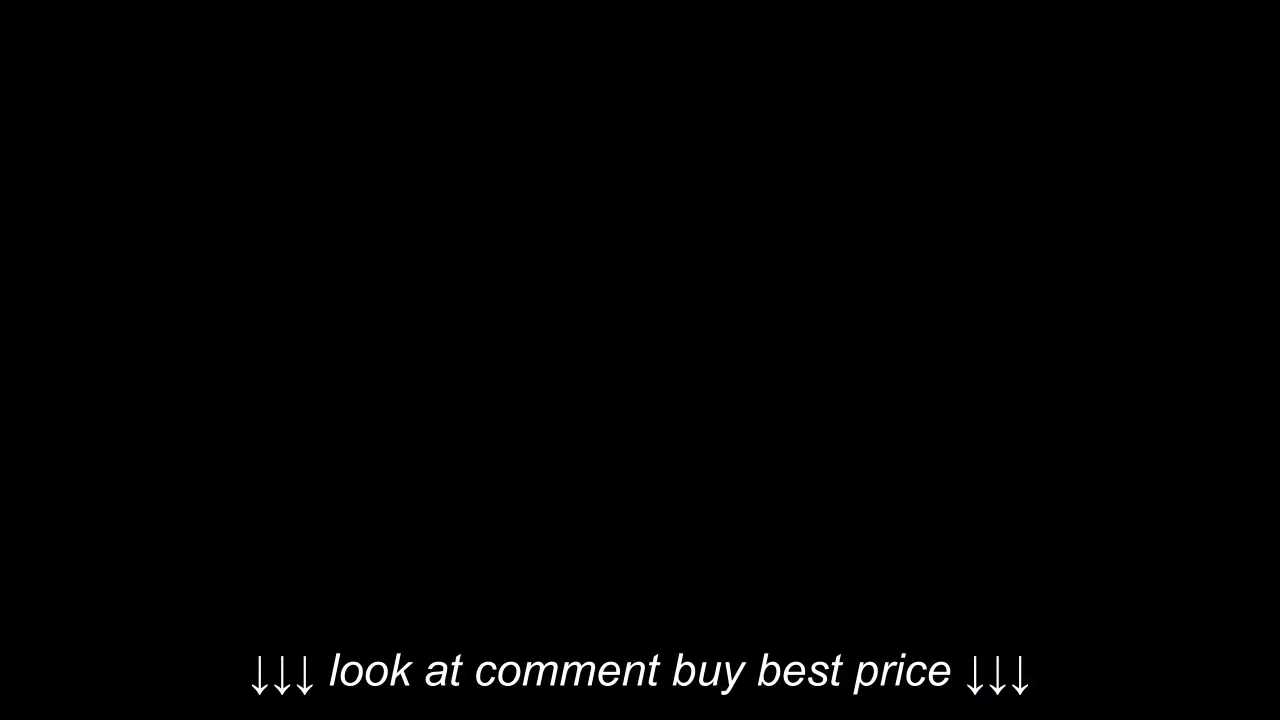 ↓↓↓ look at comment buy best price ↓↓↓